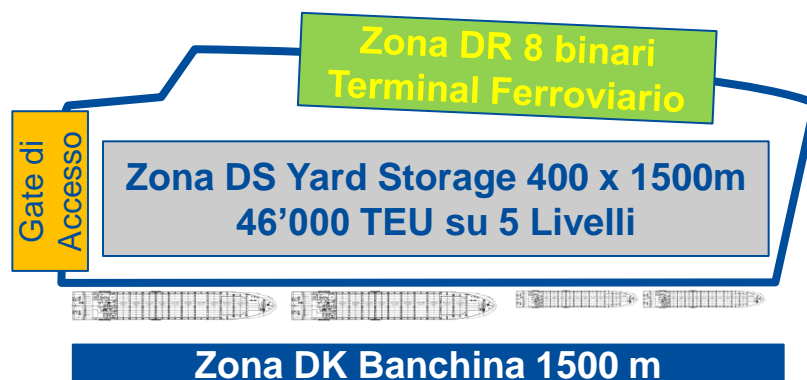 Zona DR 8 binari
Terminal Ferroviario
Gate di
Accesso
Zona DS Yard Storage 400 x 1500m
46’000 TEU su 5 Livelli
Zona DK Banchina 1500 m